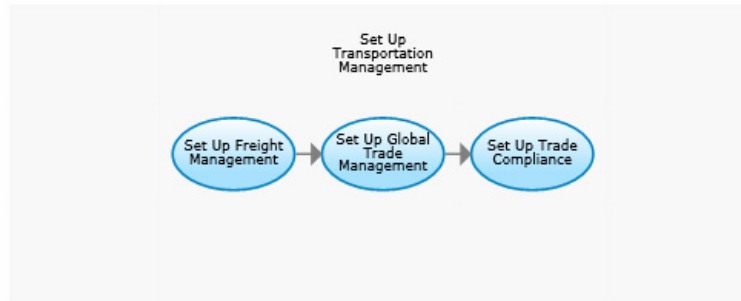 Set Up
Transportation
Management
Set Up Freight
Management
Set Up Global
Trade
Management
Set Up Trade
Compliance